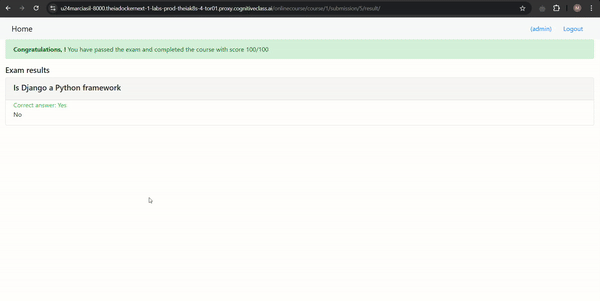 u24marciasil-8000.theiadockernext-1-labs-prod-theiak8s-4-tor01.proxy.cognitiveclass.ai/onlinecourse/course/1/submission/5/result/
M
Home (admin) Logout
Congratulations, ! You have passed the exam and completed the course with score 100/100
Exam results
Is Django a Python framework
Correct answer: Yes
No